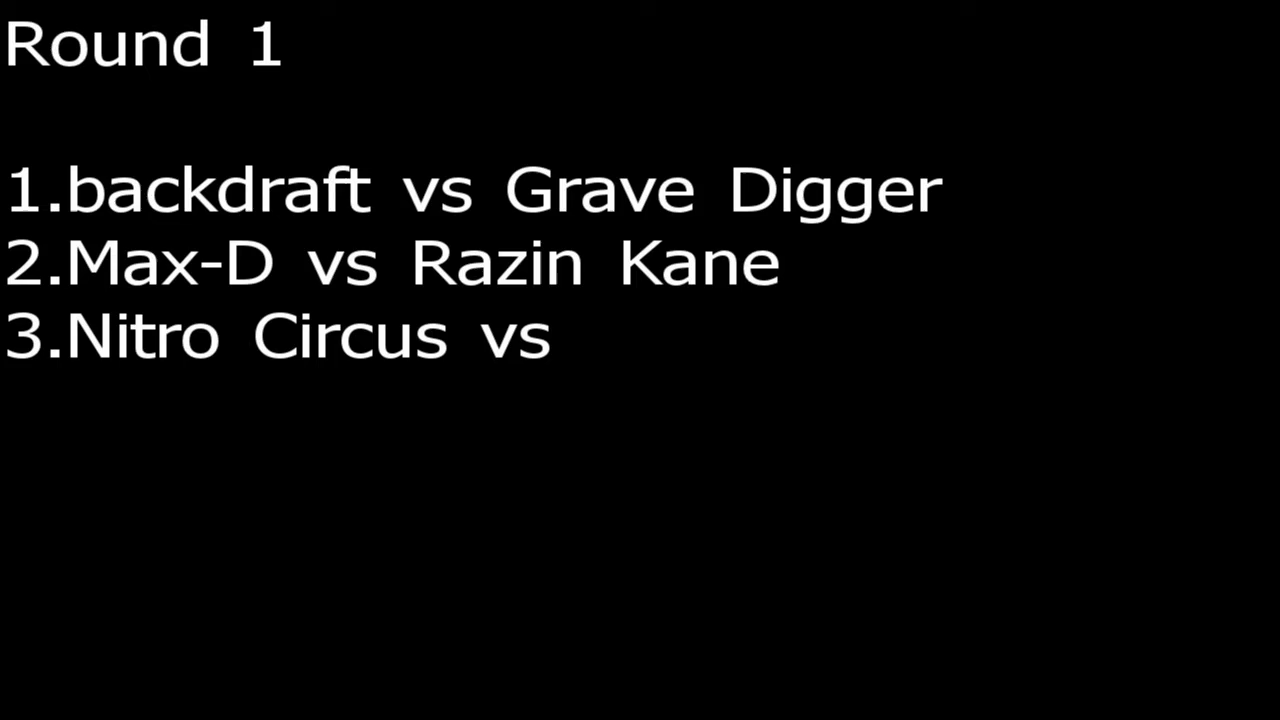 Round 1
1.backdraft vs Grave Digger
2.Max-D vs Razin Kane
3.Nitro Circus vs